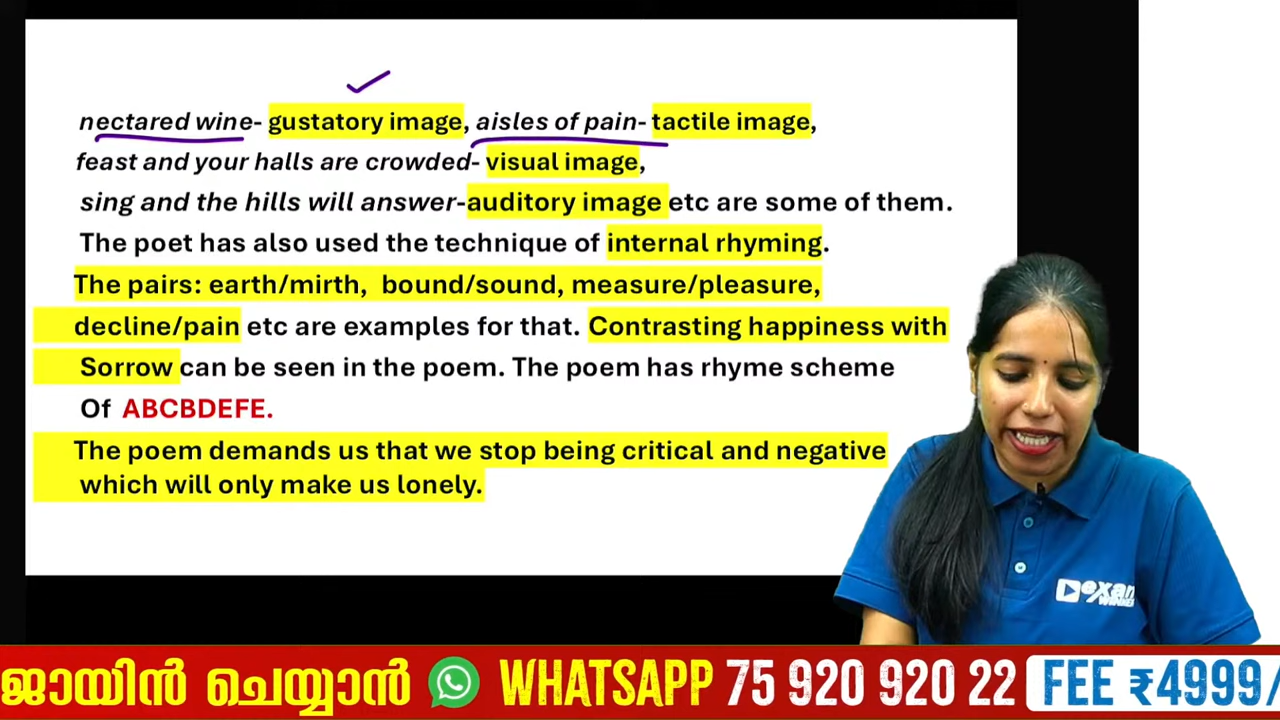 nectared wine- gustatory image, aisles of pain- tactile image,
feast and your halls are crowded- visual image,
sing and the hills will answer-auditory image etc are some of them.
The poet has also used the technique of internal rhyming.
The pairs: earth/mirth, bound/sound, measure/pleasure,
decline/pain etc are examples for that. Contrasting happiness with
Sorrow can be seen in the poem. The poem has rhyme scheme
Of ABCBDEFE.
The poem demands us that we stop being critical and negative
which will only make us lonely.
exam
WINNER
ജോയിൻ ചെയ്യാൻ WHATSAPP 75 920 920 22 FEE ₹4999/